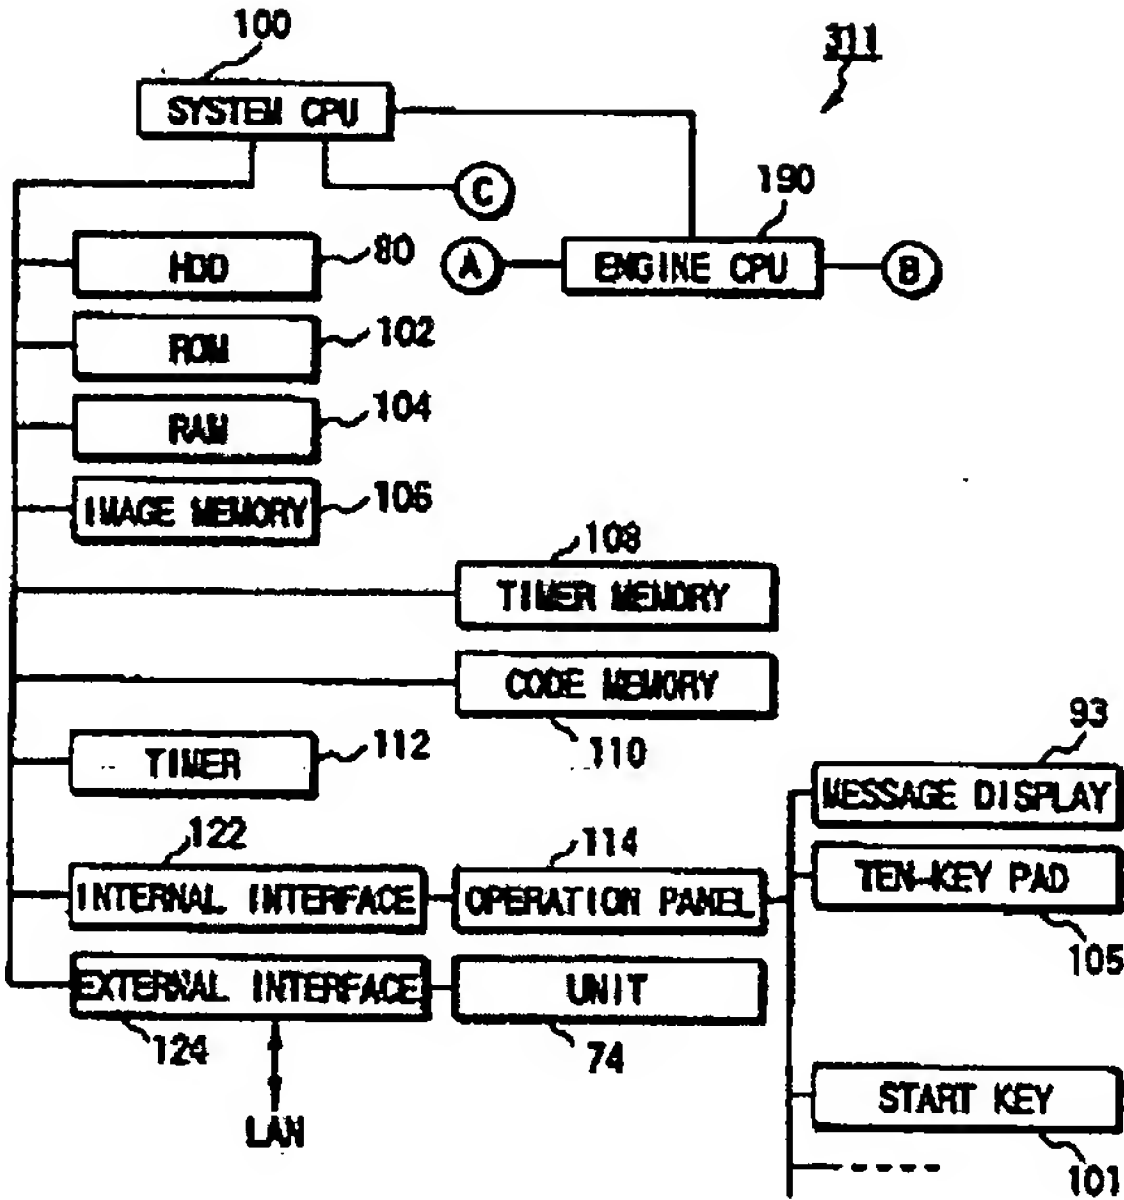 100
311
SYSTEM CPU
C
190
A
ENGINE CPU
B
HDD
80
ROM
102
RAM
104
IMAGE MEMORY
106
108
TIMER MEMORY
CODE MEMORY
110
TIMER
112
93
MESSAGE DISPLAY
122
114
INTERNAL INTERFACE
OPERATION PANEL
TEN-KEY PAD
105
EXTERNAL INTERFACE
UNIT
124
74
LAN
START KEY
101